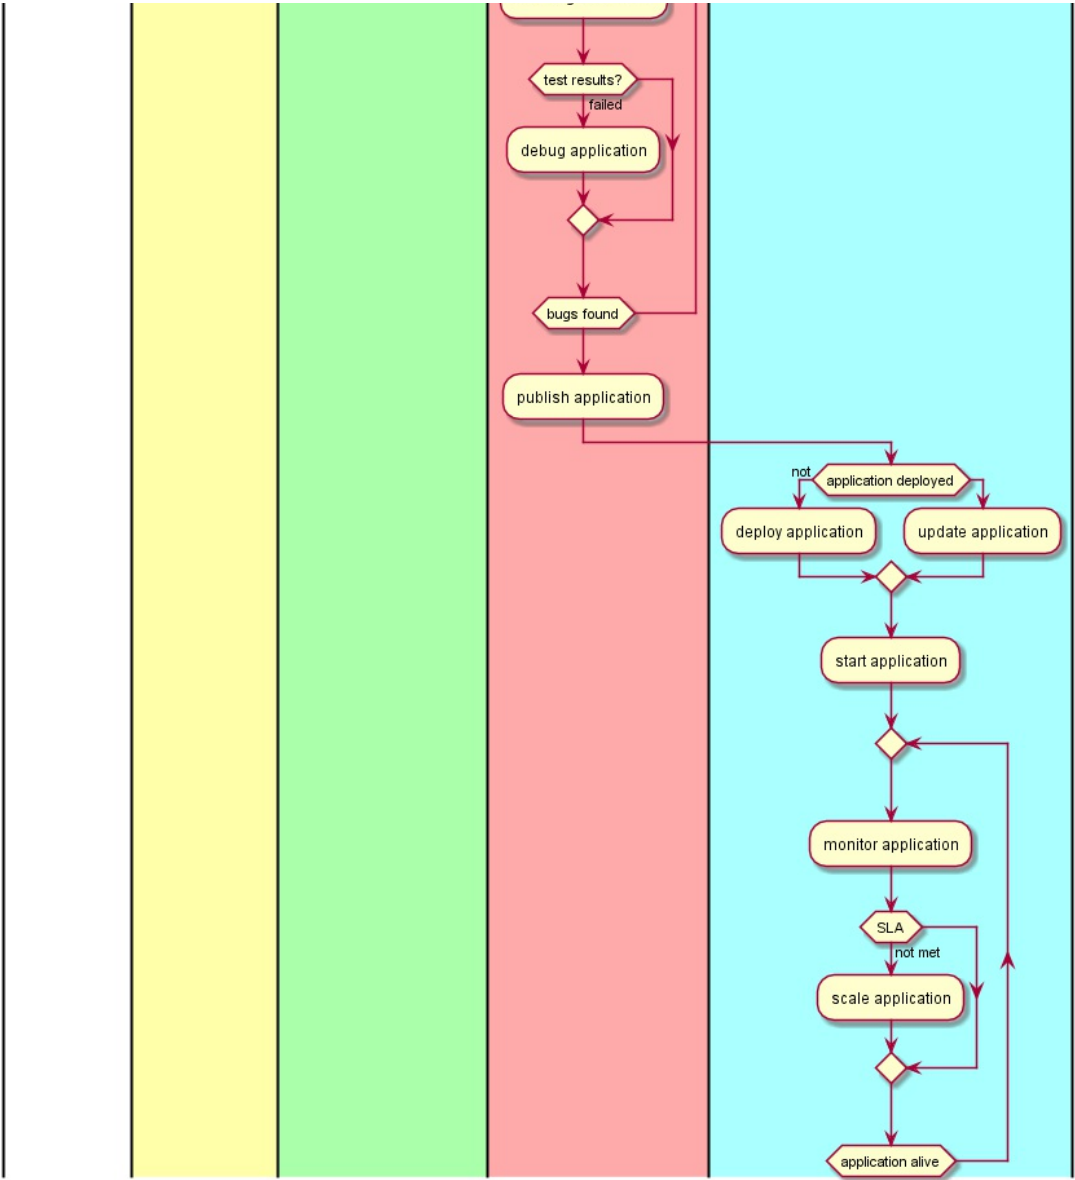 test results?
failed
debug application
bugs found
publish application
not
application deployed
deploy application
update application
start application
monitor application
SLA
not met
scale application
application alive